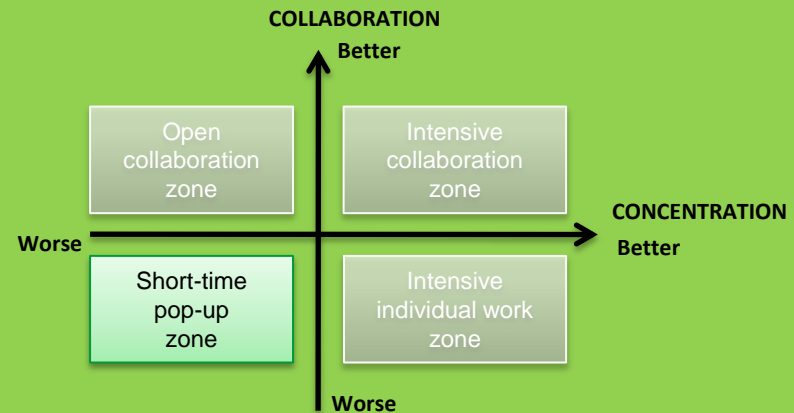 COLLABORATION
Better
Open
collaboration
zone
Intensive
collaboration
zone
CONCENTRATION
Worse
Better
Short-time
pop-up
zone
Intensive
individual work
zone
Worse